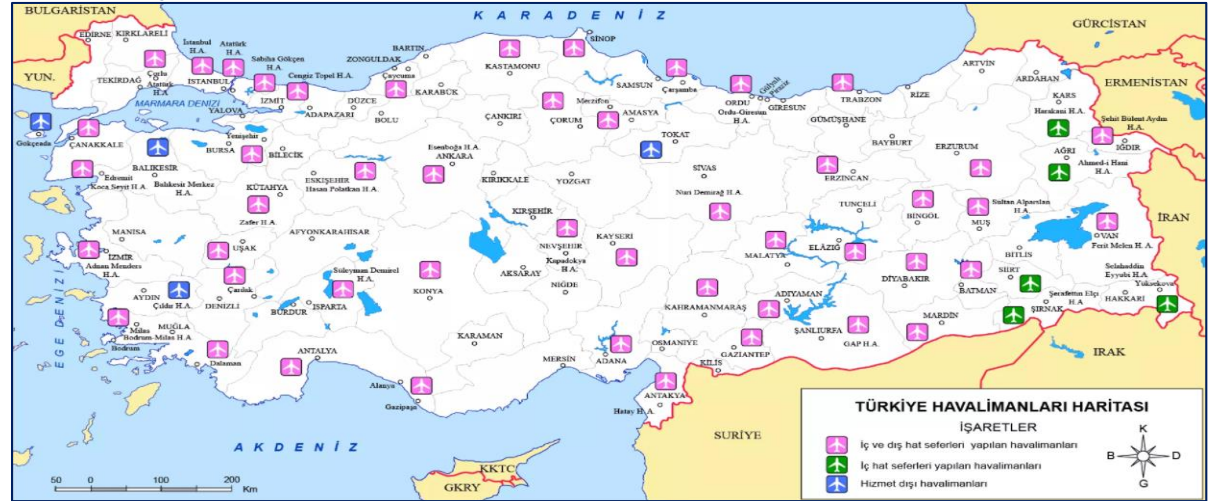 BULGARİSTAN
KARADENİZ
GÜRCİSTAN
EDİRNE
KIRKLARELİ
İstanbul
H.A.
Atatürk
H.A.
Sabiha Gökçen
H.A.
Cengiz Topel H.A.
ZONGULDAK
BARTIN
Çaycuma
KARABÜK
KASTAMONU
SİNOP
SAMSUN
Çarşamba
ORDU
Ordu-Giresun
H.A.
Gülyalı
Piraziz
GİRESUN
TRABZON
RİZE
ARTVİN
ARDAHAN
ERMENİSTAN
KARS
Harakani H.A.
Şehit Bülent Aydın
H.A.
IĞDIR
YUN.
TEKİRDAĞ
Çorlu
Atatürk
H.A.
İSTANBUL
MARMARA DENİZİ
YALOVA
İZMİT
ADAPAZARI
DÜZCE
BOLU
ÇANKIRI
ÇORUM
Merzifon
AMASYA
TOKAT
GÜMÜŞHANE
BAYBURT
ERZURUM
AĞRI
Ahmed-i Hani
H.A.
Gökçeada
ÇANAKKALE
BALIKESİR
Balıkesir Merkez
H.A.
Edremit
Koca Seyit H.A.
BURSA
Yenişehir
BİLECİK
ESKİŞEHİR
Hasan Polatkan H.A.
Esenboğa H.A.
ANKARA
KIRIKKALE
YOZGAT
SİVAS
Nuri Demirağ H.A.
ERZİNCAN
TUNCELİ
BİNGÖL
MUŞ
Sultan Alparslan
H.A.
İRAN
KÜTAHYA
Zafer H.A.
AFYONKARAHİSAR
MANİSA
UŞAK
İZMİR
Adnan Menders
H.A.
KIRŞEHİR
NEVŞEHİR
Kapadokya
H.A.
KAYSERİ
AKSARAY
NİĞDE
MALATYA
ELÂZIĞ
DİYABAKIR
BATMAN
BİTLİS
SİİRT
VAN
Ferit Melen H.A.
Selahaddin
Eyyubi H.A.
Yüksekova
HAKKARİ
Şerafettin Elçi
H.A
ŞIRNAK
EGE DENİZİ
AYDIN
Çıldır H.A.
DENİZLİ
Çardak
BURDUR
ISPARTA
Süleyman Demirel
H.A.
KONYA
KARAMAN
KAHRAMANMARAŞ
ADIYAMAN
ŞANLIURFA
GAP H.A.
MARDİN
Milas
Bodrum-Milas H.A.
Bodrum
MUĞLA
Dalaman
ANTALYA
Alanya
Gazipaşa
MERSİN
ADANA
OSMANİYE
GAZİANTEP
KİLİS
ANTAKYA
Hatay H.A.
IRAK
SURİYE
AKDENİZ
KKTC
GKRY
50 0 100 200
Km
TÜRKİYE HAVALİMANLARI HARİTASI
İŞARETLER
İç ve dış hat seferleri yapılan havalimanları
İç hat seferleri yapılan havalimanları
Hizmet dışı havalimanları
K
B D
G